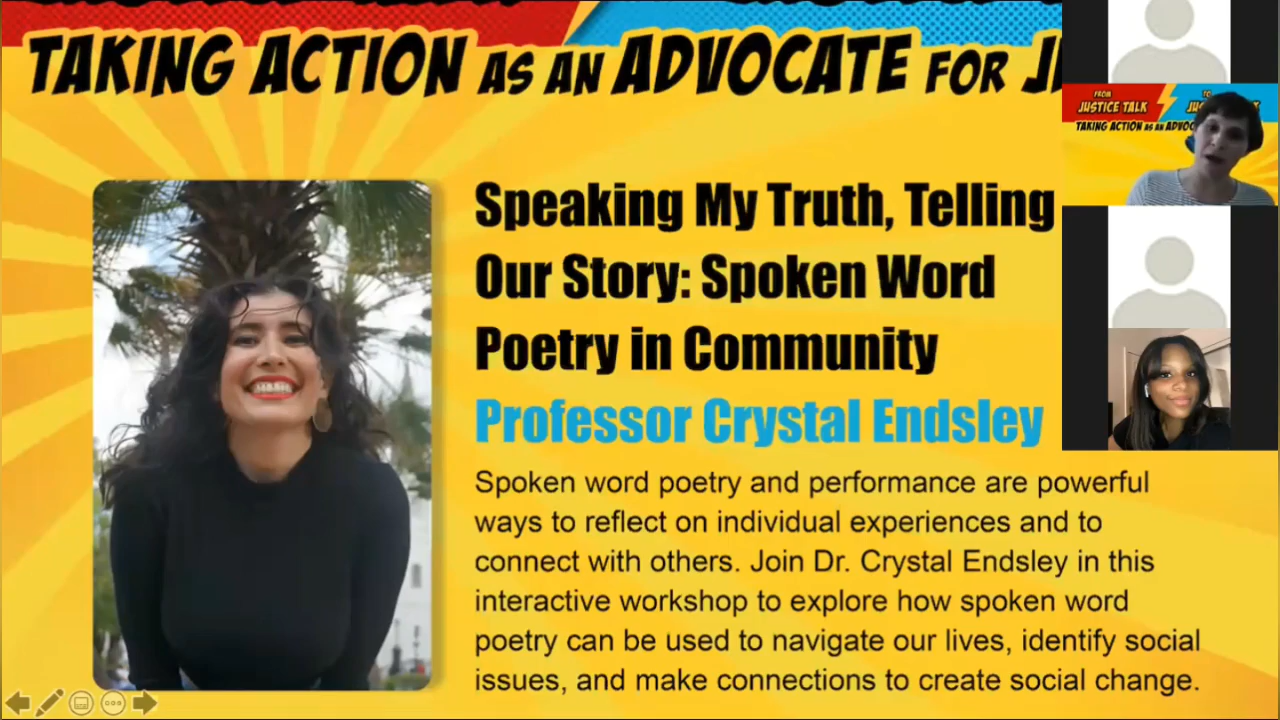 TAKING ACTION AS AN ADVOCATE FOR
Speaking My Truth, Telling
Our Story: Spoken Word
Poetry in Community
Professor Crystal Endsley
Spoken word poetry and performance are powerful
ways to reflect on individual experiences and to
connect with others. Join Dr. Crystal Endsley in this
interactive workshop to explore how spoken word
poetry can be used to navigate our lives, identify social
issues, and make connections to create social change.
FROM
JUSTICE TALK
TAKING ACTION AS AN